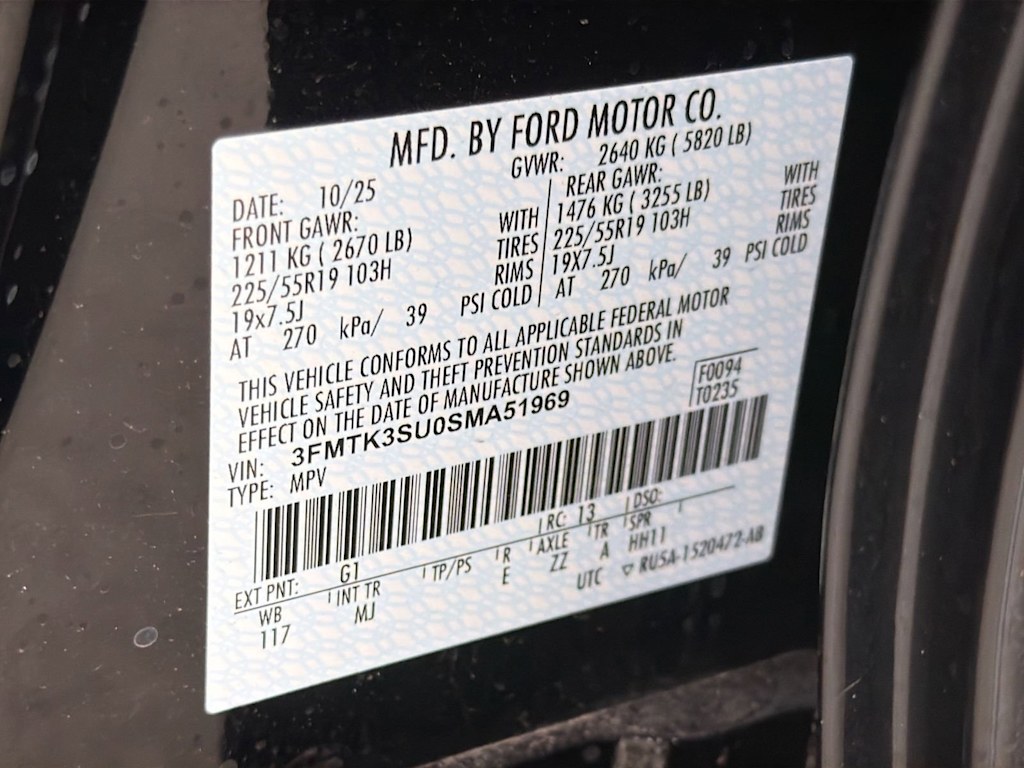 MFD. BY FORD MOTOR CO.
DATE: 10/25 GVWR: 2640 KG ( 5820 LB)
FRONT GAWR: REAR GAWR:
1211 KG ( 2670 LB) WITH 1476 KG ( 3255 LB) WITH
225/55R19 103H TIRES 225/55R19 103H TIRES
19x7.5J RIMS 19X7.5J RIMS
AT 270 kPa/ 39 PSI COLD AT 270 kPa/ 39 PSI COLD
THIS VEHICLE CONFORMS TO ALL APPLICABLE FEDERAL MOTOR
VEHICLE SAFETY AND THEFT PREVENTION STANDARDS IN
EFFECT ON THE DATE OF MANUFACTURE SHOWN ABOVE.
F0094
T0235
VIN: 3FMTK3SU0SMA51969
TYPE: MPV
EXT PNT: G1 RC: 13 DSO:
WB INT TR TP/PS R AXLE TR SPR
117 MJ E ZZ A HH11
UTC ▽ RU5A-1520472-AB